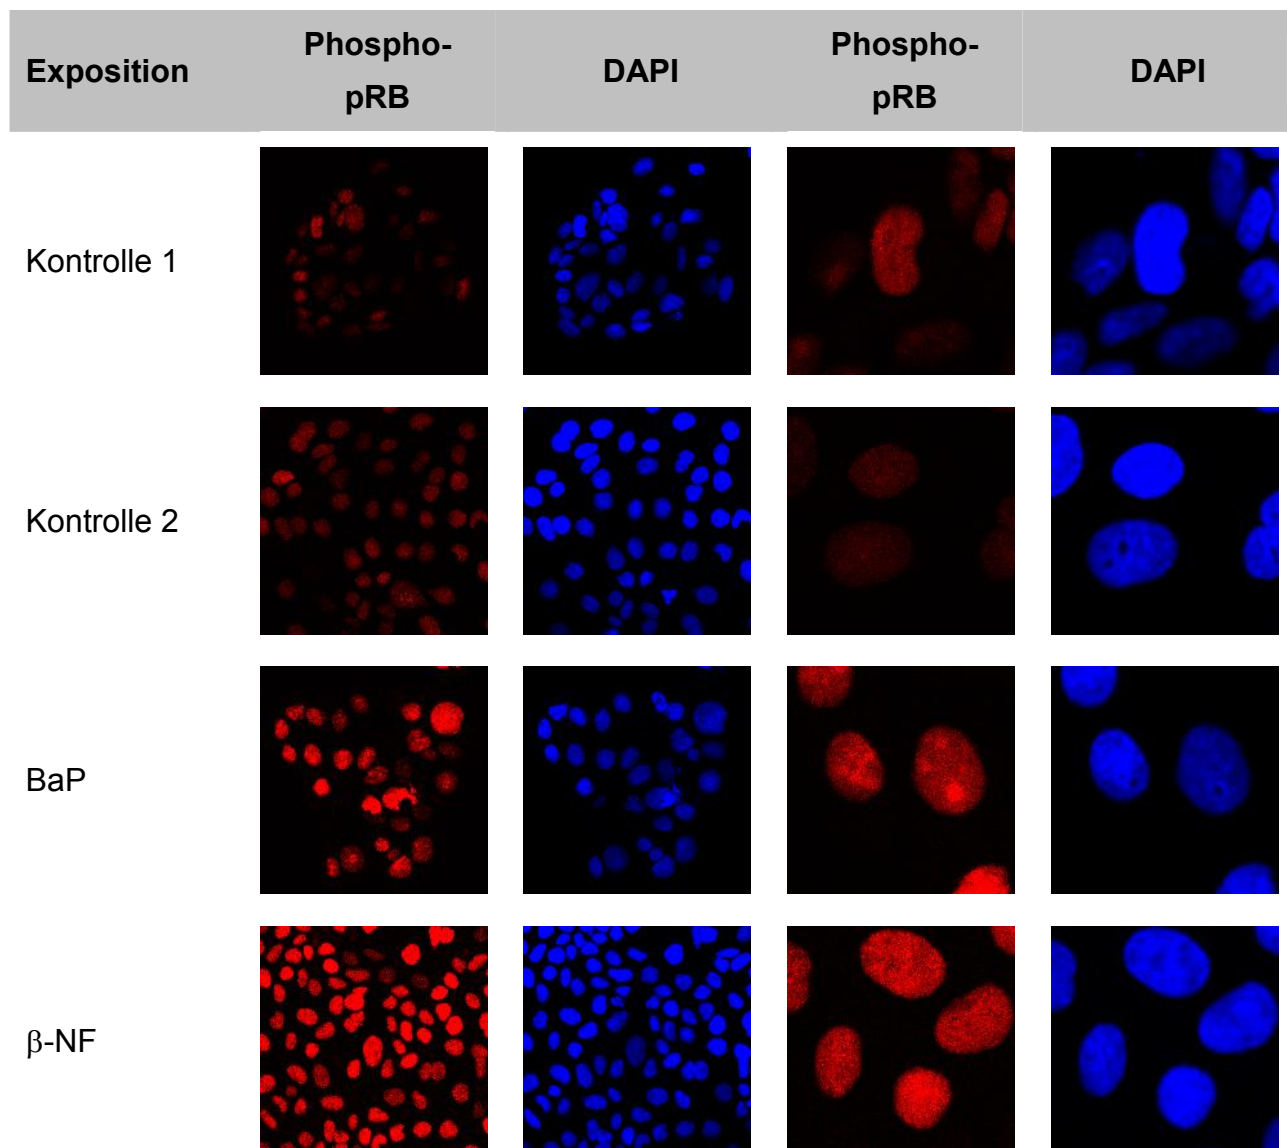 Exposition
Phospho-
pRB
DAPI
Phospho-
pRB
DAPI
Kontrolle 1
Kontrolle 2
BaP
β-NF